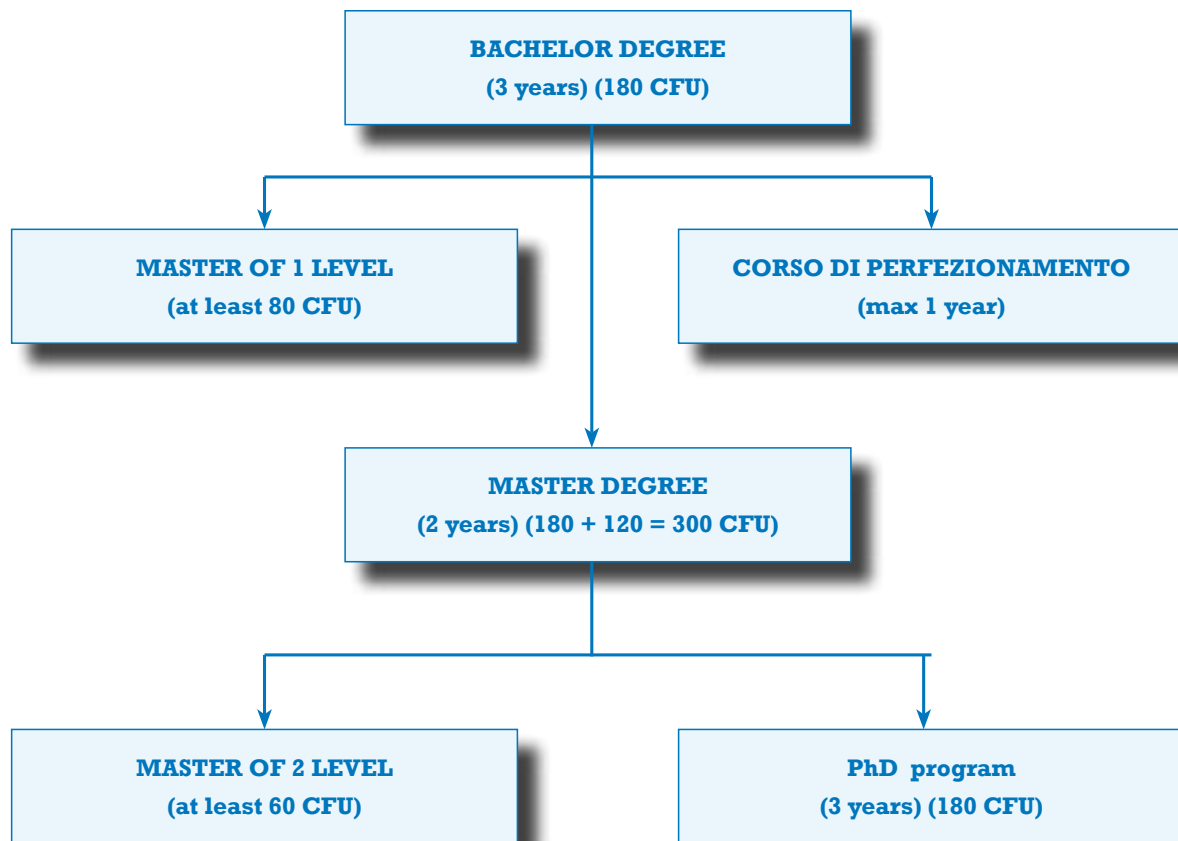 BACHELOR DEGREE
(3 years) (180 CFU)
MASTER OF 1 LEVEL
(at least 80 CFU)
CORSO DI PERFEZIONAMENTO
(max 1 year)
MASTER DEGREE
(2 years) (180 + 120 = 300 CFU)
MASTER OF 2 LEVEL
(at least 60 CFU)
PhD program
(3 years) (180 CFU)